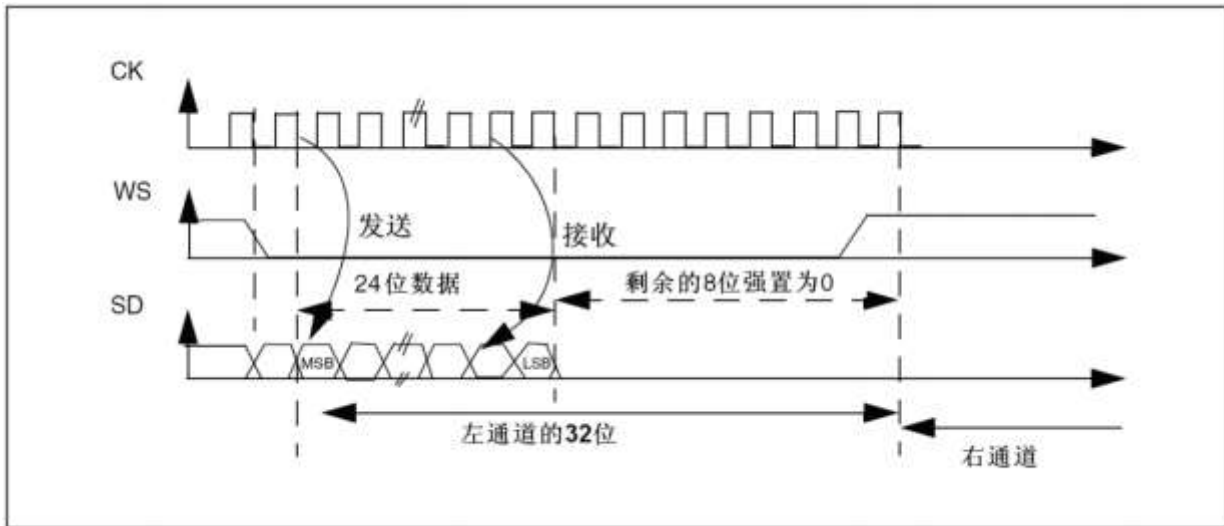 CK
WS
发送
接收
24位数据
剩余的8位强置为0
SD
MSB
LSB
左通道的32位
右通道